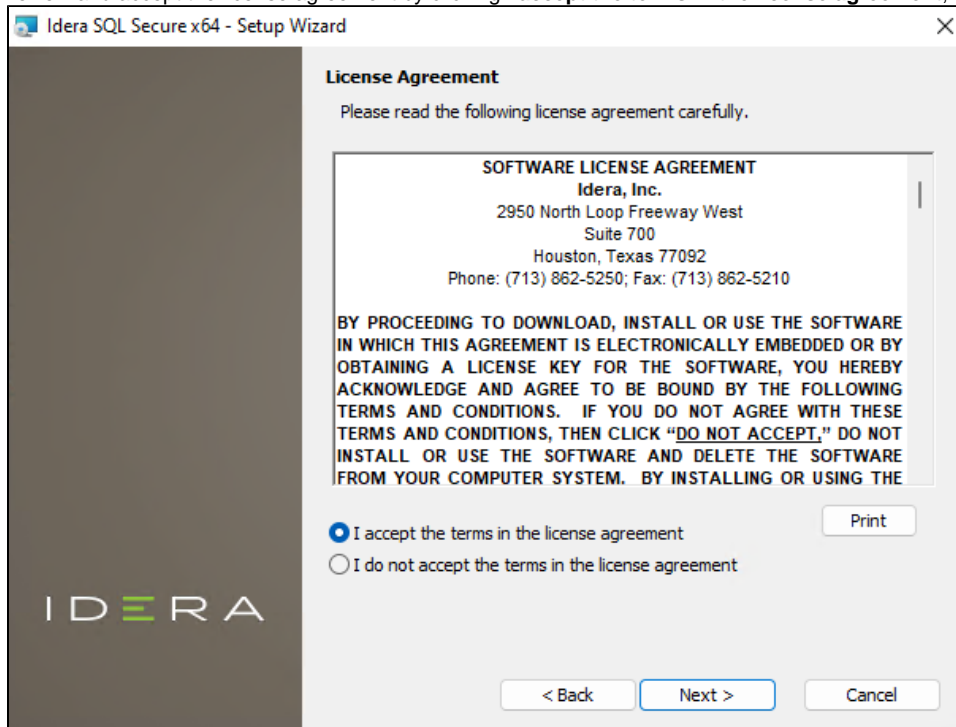 Idera SQL Secure x64 - Setup Wizard
License Agreement
Please read the following license agreement carefully.
SOFTWARE LICENSE AGREEMENT
Idera, Inc.
2950 North Loop Freeway West
Suite 700
Houston, Texas 77092
Phone: (713) 862-5250; Fax: (713) 862-5210
BY PROCEEDING TO DOWNLOAD, INSTALL OR USE THE SOFTWARE
IN WHICH THIS AGREEMENT IS ELECTRONICALLY EMBEDDED OR BY
OBTAINING A LICENSE KEY FOR THE SOFTWARE, YOU HEREBY
ACKNOWLEDGE AND AGREE TO BE BOUND BY THE FOLLOWING
TERMS AND CONDITIONS. IF YOU DO NOT AGREE WITH THESE
TERMS AND CONDITIONS, THEN CLICK “DO NOT ACCEPT,” DO NOT
INSTALL OR USE THE SOFTWARE AND DELETE THE SOFTWARE
FROM YOUR COMPUTER SYSTEM. BY INSTALLING OR USING THE
Print
I accept the terms in the license agreement
I do not accept the terms in the license agreement
IDERA
< Back
Next >
Cancel